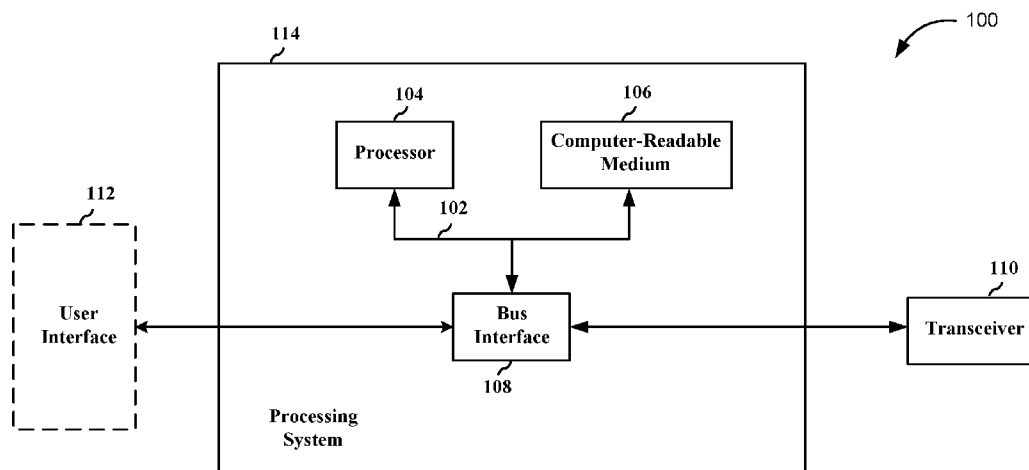 100
114
104
106
Processor
Computer-Readable
Medium
112
102
110
User
Interface
Bus
Interface
Transceiver
108
Processing
System